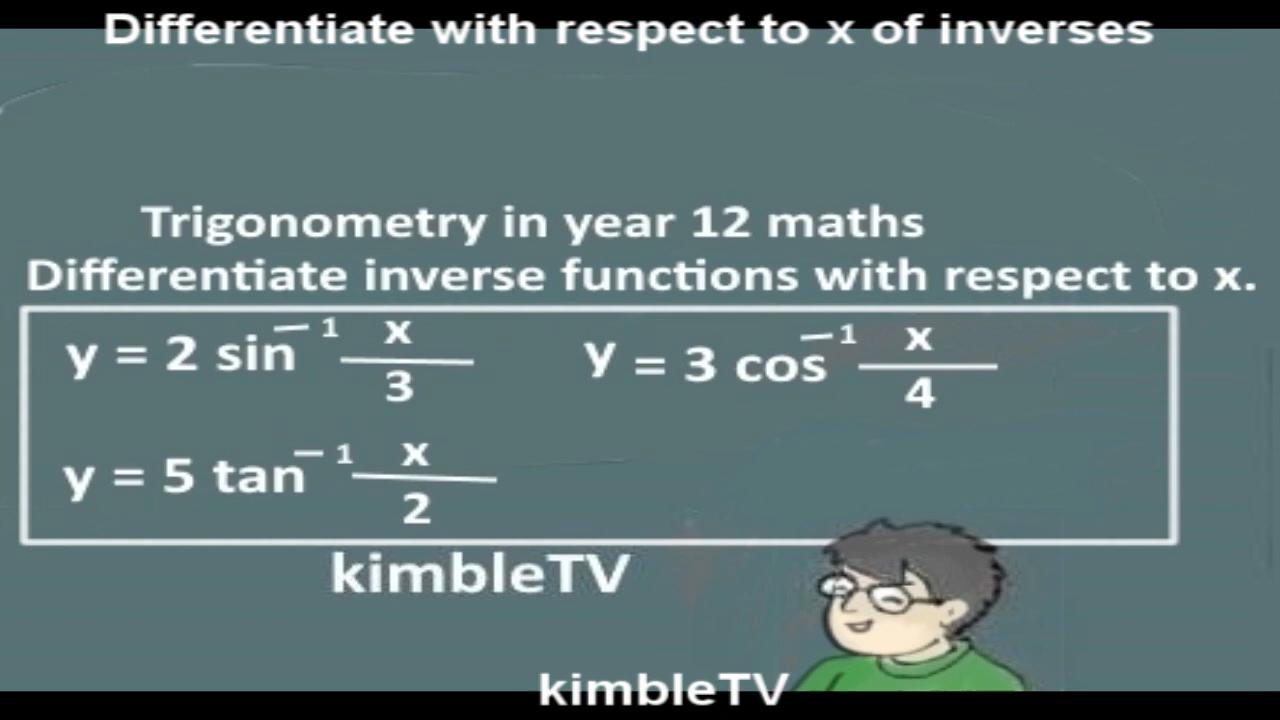 Differentiate with respect to x of inverses
Trigonometry in year 12 maths
Differentiate inverse functions with respect to x.
y = 2 sin⁻¹ x/3
y = 3 cos⁻¹ x/4
y = 5 tan⁻¹ x/2
kimbleTV
kimbleTV